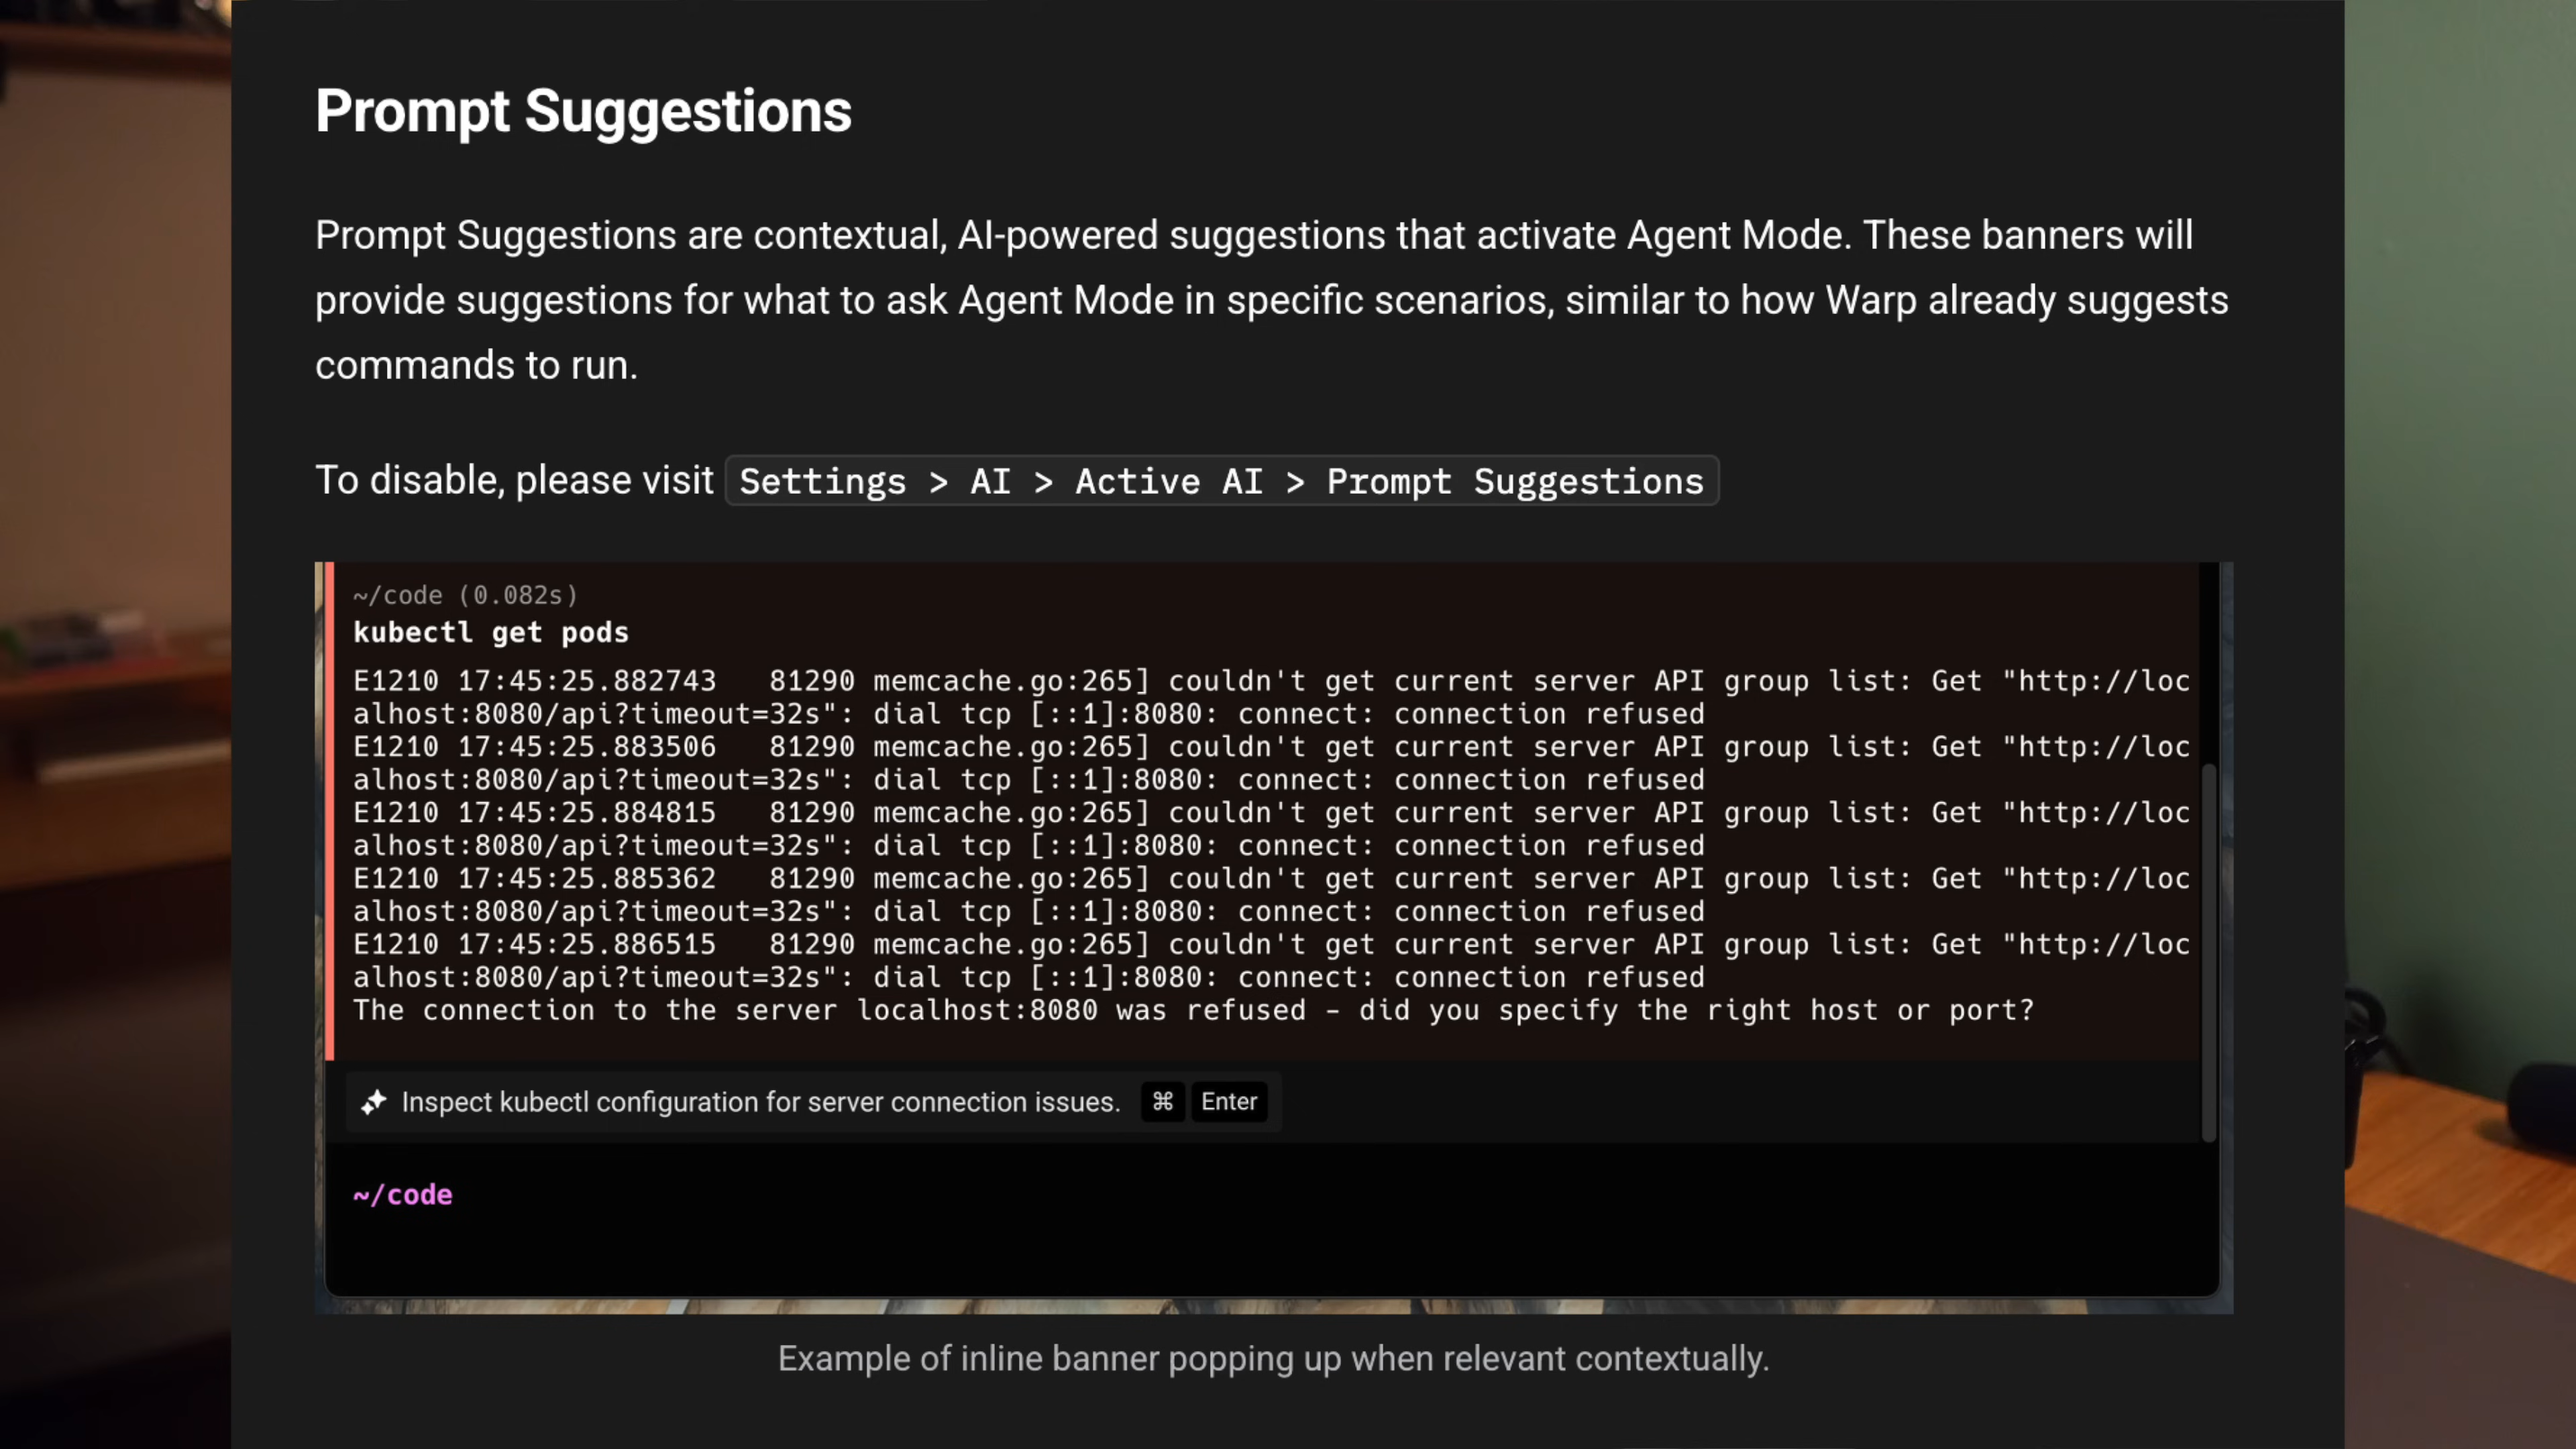 Prompt Suggestions
Prompt Suggestions are contextual, AI-powered suggestions that activate Agent Mode. These banners will
provide suggestions for what to ask Agent Mode in specific scenarios, similar to how Warp already suggests
commands to run.
To disable, please visit Settings > AI > Active AI > Prompt Suggestions
~/code (0.082s)
kubectl get pods
E1210 17:45:25.882743   81290 memcache.go:265] couldn't get current server API group list: Get "http://loc
alhost:8080/api?timeout=32s": dial tcp [::1]:8080: connect: connection refused
E1210 17:45:25.883506   81290 memcache.go:265] couldn't get current server API group list: Get "http://loc
alhost:8080/api?timeout=32s": dial tcp [::1]:8080: connect: connection refused
E1210 17:45:25.884815   81290 memcache.go:265] couldn't get current server API group list: Get "http://loc
alhost:8080/api?timeout=32s": dial tcp [::1]:8080: connect: connection refused
E1210 17:45:25.885362   81290 memcache.go:265] couldn't get current server API group list: Get "http://loc
alhost:8080/api?timeout=32s": dial tcp [::1]:8080: connect: connection refused
E1210 17:45:25.886515   81290 memcache.go:265] couldn't get current server API group list: Get "http://loc
alhost:8080/api?timeout=32s": dial tcp [::1]:8080: connect: connection refused
The connection to the server localhost:8080 was refused - did you specify the right host or port?
Inspect kubectl configuration for server connection issues. ⌘ Enter
~/code
Example of inline banner popping up when relevant contextually.